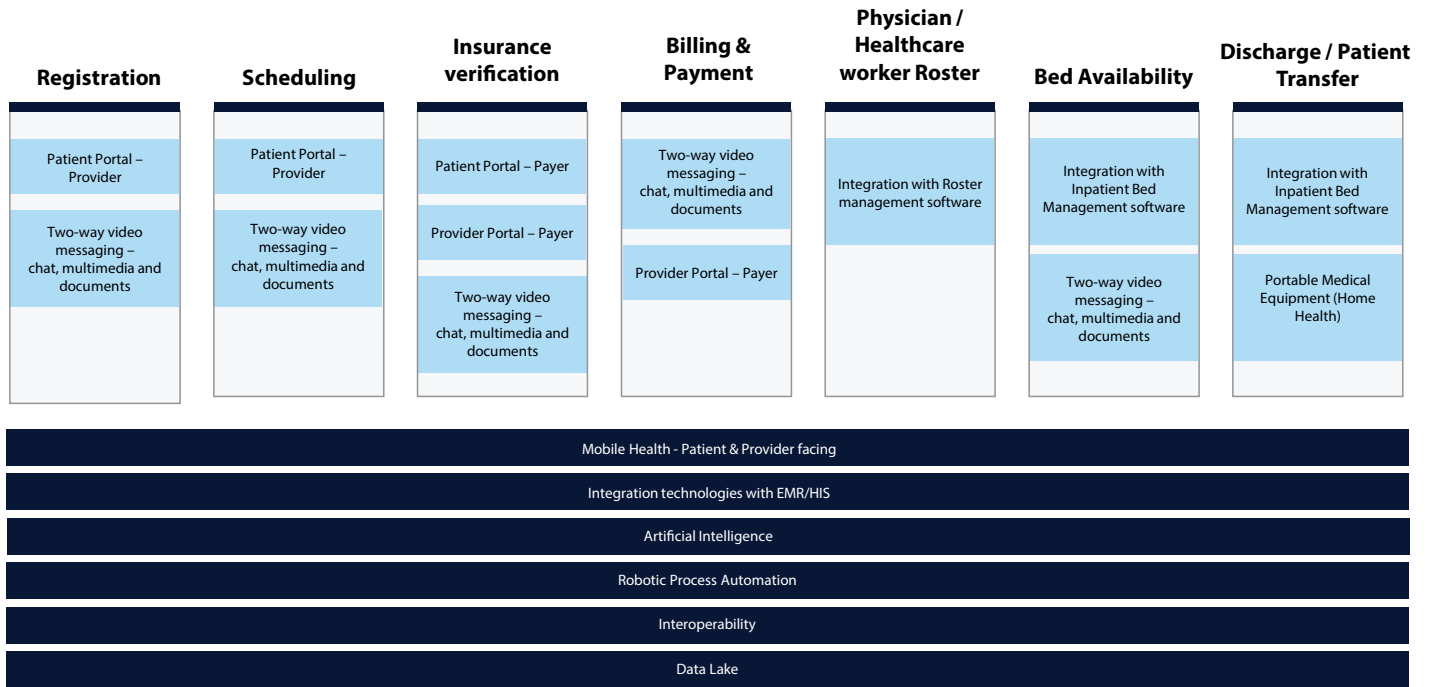 Registration
Scheduling
Insurance
verification
Billing &
Payment
Physician /
Healthcare
worker Roster
Bed Availability
Discharge / Patient
Transfer
Patient Portal –
Provider
Two-way video
messaging –
chat, multimedia and
documents
Patient Portal –
Provider
Two-way video
messaging –
chat, multimedia and
documents
Patient Portal – Payer
Provider Portal – Payer
Two-way video
messaging –
chat, multimedia and
documents
Two-way video
messaging –
chat, multimedia and
documents
Provider Portal – Payer
Integration with Roster
management software
Integration with
Inpatient Bed
Management software
Two-way video
messaging –
chat, multimedia and
documents
Integration with
Inpatient Bed
Management software
Portable Medical
Equipment (Home
Health)
Mobile Health - Patient & Provider facing
Integration technologies with EMR/HIS
Artificial Intelligence
Robotic Process Automation
Interoperability
Data Lake